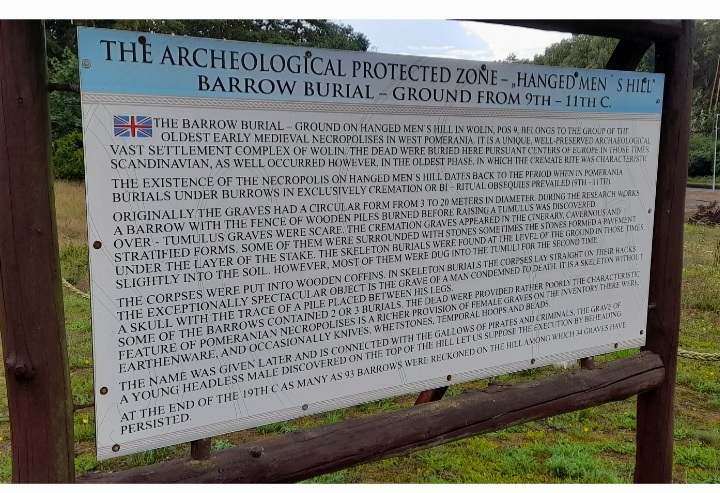 THE ARCHEOLOGICAL PROTECTED ZONE – „HANGED MEN`S HILL"
BARROW BURIAL – GROUND FROM 9TH – 11TH C.
THE BARROW BURIAL – GROUND ON HANGED MEN`S HILL IN WOLIN, POS 9, BELONGS TO THE GROUP OF THE
OLDEST EARLY MEDIEVAL NECROPOLISES IN WEST POMERANIA. IT IS A UNIQUE, WELL-PRESERVED ARCHAEOLOGICAL
VAST SETTLEMENT COMPLEX OF WOLIN. THE DEAD WERE BURIED HERE PURSUANT CENTERS OF EUROPE IN THOSE TIMES.
SCANDINAVIAN, AS WELL OCCURRED HOWEVER, IN THE OLDEST PHASE, IN WHICH THE CREMATE RITE WAS CHARACTERISTIC
THE EXISTENCE OF THE NECROPOLIS ON HANGED MEN`S HILL DATES BACK TO THE PERIOD WHEN IN POMERANIA
BURIALS UNDER BURROWS IN EXCLUSIVELY CREMATION OR BI – RITUAL OBSEQUIES PREVAILED (9TH – 11TH).
ORIGINALLY THE GRAVES HAD A CIRCULAR FORM FROM 3 TO 20 METERS IN DIAMETER. DURING THE RESEARCH WORKS
A BARROW WITH THE FENCE OF WOODEN PILES BURNED BEFORE RAISING A TUMULUS WAS DISCOVERED.
OVER – TUMULUS GRAVES WERE SCARE. THE CREMATION GRAVES APPEARED IN THE CINERARY, CAVERNOUS AND
STRATIFIED FORMS. SOME OF THEM WERE SURROUNDED WITH STONES SOMETIMES THE STONES FORMED A PAVEMENT
UNDER THE LAYER OF THE STAKE. THE SKELETON BURIALS WERE FOUND AT THE LEVEL OF THE GROUND IN THOSE TIMES
SLIGHTLY INTO THE SOIL. HOWEVER, MOST OF THEM WERE DUG INTO THE TUMULI FOR THE SECOND TIME.
THE CORPSES WERE PUT INTO WOODEN COFFINS. IN SKELETON BURIALS THE CORPSES LAY STRAIGHT ON THEIR BACKS
THE EXCEPTIONALLY SPECTACULAR OBJECT IS THE GRAVE OF A MAN CONDEMNED TO DEATH. IT IS A SKELETON WITHOUT
A SKULL WITH THE TRACE OF A PILE PLACED BETWEEN HIS LEGS.
SOME OF THE BARROWS CONTAINED 2 OR 3 BURIALS. THE DEAD WERE PROVIDED RATHER POORLY THE CHARACTERISTIC
FEATURE OF POMERANIAN NECROPOLISES IS A RICHER PROVISION OF FEMALE GRAVES ON THE INVENTORY THERE WERE,
EARTHENWARE, AND OCCASIONALLY KNIVES, WHETSTONES, TEMPORAL HOOPS AND BEADS.
THE NAME WAS GIVEN LATER AND IS CONNECTED WITH THE GALLOWS OF PIRATES AND CRIMINALS, THE GRAVE OF
A YOUNG HEADLESS MALE DISCOVERED ON THE TOP OF THE HILL LET US SUPPOSE THE EXECUTION BY BEHEADING
AT THE END OF THE 19TH C AS MANY AS 93 BARROWS WERE RECKONED ON THE HILL AMONG WHICH 34 GRAVES HAVE
PERSISTED.